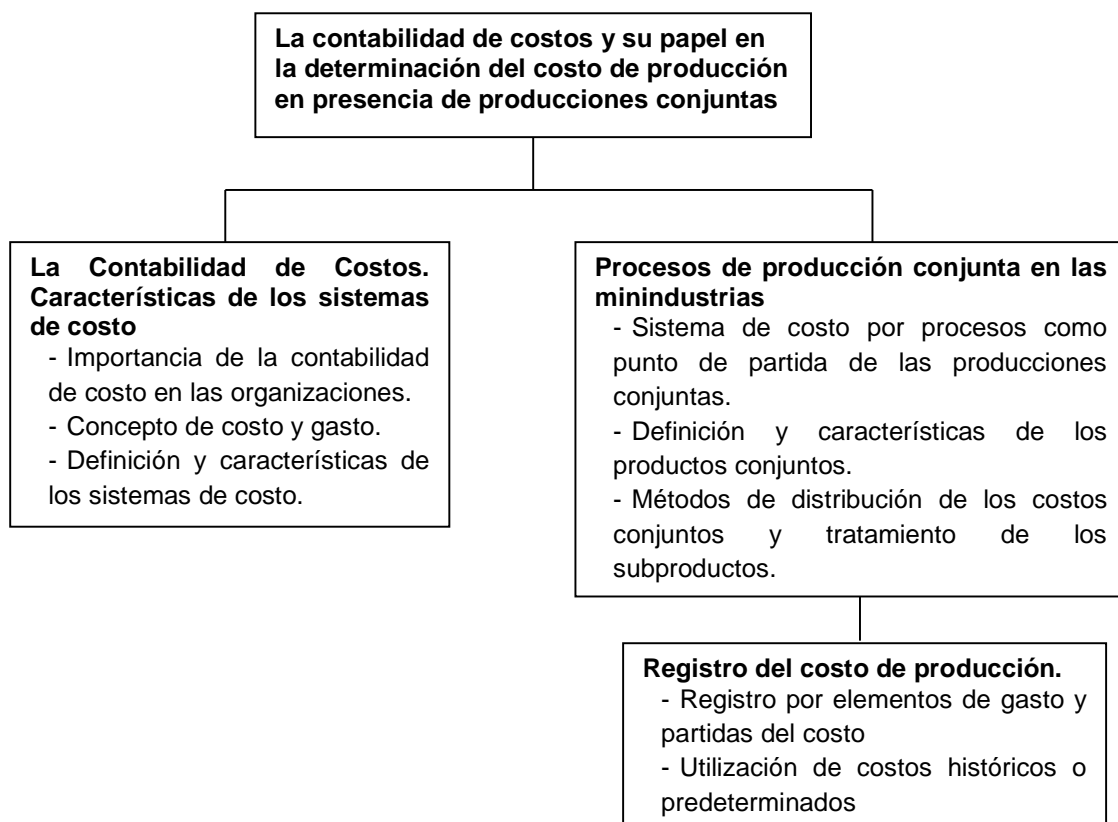 La contabilidad de costos y su papel en
la determinación del costo de producción
en presencia de producciones conjuntas
La Contabilidad de Costos.
Características de los sistemas
de costo
- Importancia de la contabilidad
de costo en las organizaciones.
- Concepto de costo y gasto.
- Definición y características de
los sistemas de costo.
Procesos de producción conjunta en las
minindustrias
- Sistema de costo por procesos como
punto de partida de las producciones
conjuntas.
- Definición y características de los
productos conjuntos.
- Métodos de distribución de los costos
conjuntos y tratamiento de los
subproductos.
Registro del costo de producción.
- Registro por elementos de gasto y
partidas del costo
- Utilización de costos históricos o
predeterminados